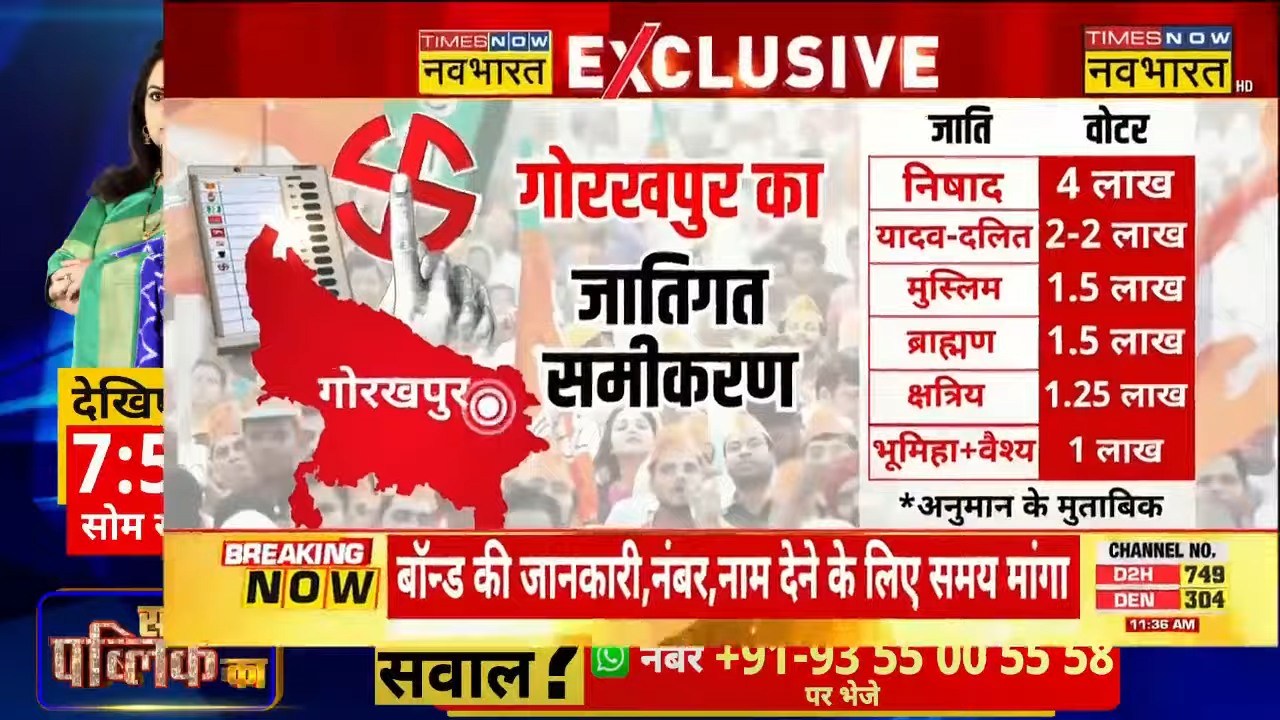 TIMES NOW
नवभारत
EXCLUSIVE
TIMES NOW
नवभारत
HD
गोरखपुर का
जातिगत
समीकरण
गोरखपुर
जाति वोटर
निषाद 4 लाख
यादव-दलित 2-2 लाख
मुस्लिम 1.5 लाख
ब्राह्मण 1.5 लाख
क्षत्रिय 1.25 लाख
भूमिहा+वैश्य 1 लाख
*अनुमान के मुताबिक
7:5
सोम
BREAKING
NOW
बॉन्ड की जानकारी,नंबर,नाम देने के लिए समय मांगा
CHANNEL NO.
D2H 749
DEN 304
11:36 AM
पब्लिक का
सवाल?
नंबर +91-93 55 00 55 58
पर भेजे